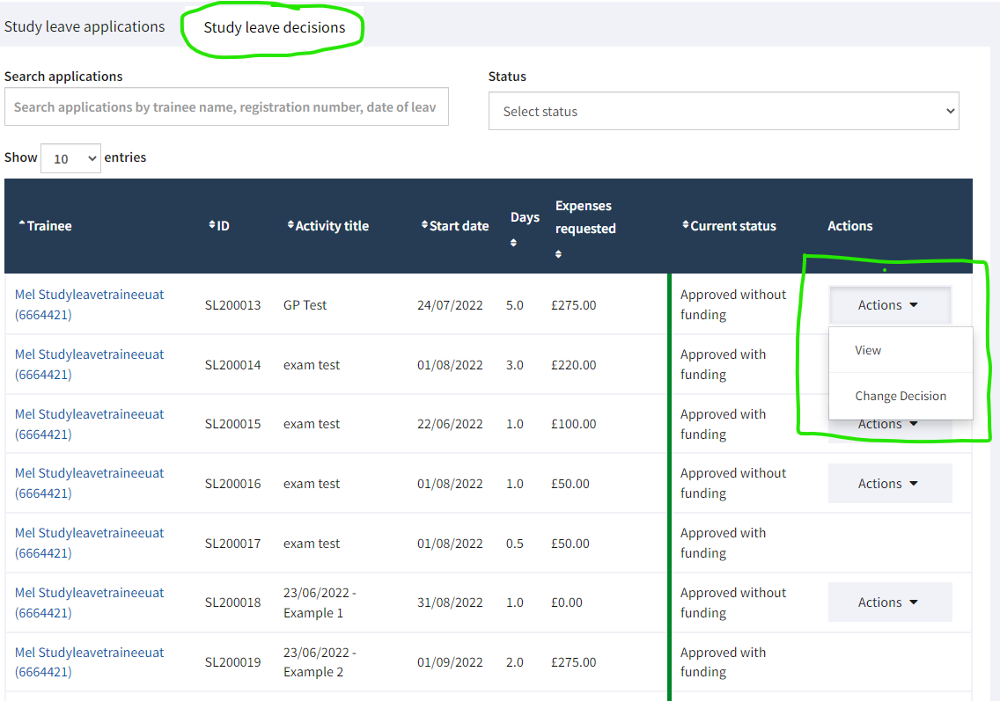 Study leave applications
Study leave decisions
Search applications
Status
Search applications by trainee name, registration number, date of leav
Select status
Show 10 entries
Trainee
ID
Activity title
Start date
Days
Expenses
requested
Current status
Actions
Mel Studyleavetraineeuat
(6664421)
SL200013
GP Test
24/07/2022
5.0
£275.00
Approved without
funding
Actions
View
Change Decision
Mel Studyleavetraineeuat
(6664421)
SL200014
exam test
01/08/2022
3.0
£220.00
Approved with
funding
Mel Studyleavetraineeuat
(6664421)
SL200015
exam test
22/06/2022
1.0
£100.00
Approved with
funding
Actions
Mel Studyleavetraineeuat
(6664421)
SL200016
exam test
01/08/2022
1.0
£50.00
Approved without
funding
Actions
Mel Studyleavetraineeuat
(6664421)
SL200017
exam test
01/08/2022
0.5
£50.00
Approved with
funding
Mel Studyleavetraineeuat
(6664421)
SL200018
23/06/2022 -
Example 1
31/08/2022
1.0
£0.00
Approved without
funding
Actions
Mel Studyleavetraineeuat
(6664421)
SL200019
23/06/2022 -
Example 2
01/09/2022
2.0
£275.00
Approved with
funding